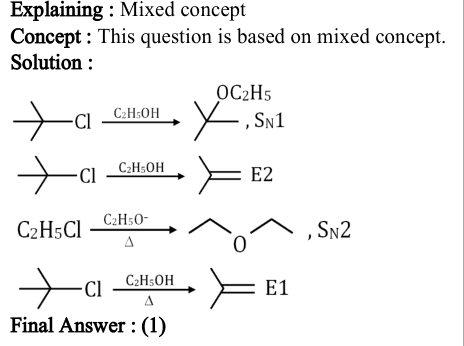 Explaining : Mixed concept
Concept : This question is based on mixed concept.
Solution :
OC2H5
Cl C₂H₅OH , SN1
Cl C₂H₅OH E2
C₂H₅Cl C₂H₅O- Δ O , SN2
Cl C₂H₅OH Δ E1
Final Answer : (1)